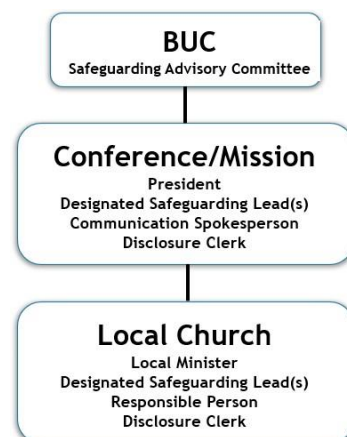 BUC
Safeguarding Advisory Committee
Conference/Mission
President
Designated Safeguarding Lead(s)
Communication Spokesperson
Disclosure Clerk
Local Church
Local Minister
Designated Safeguarding Lead(s)
Responsible Person
Disclosure Clerk